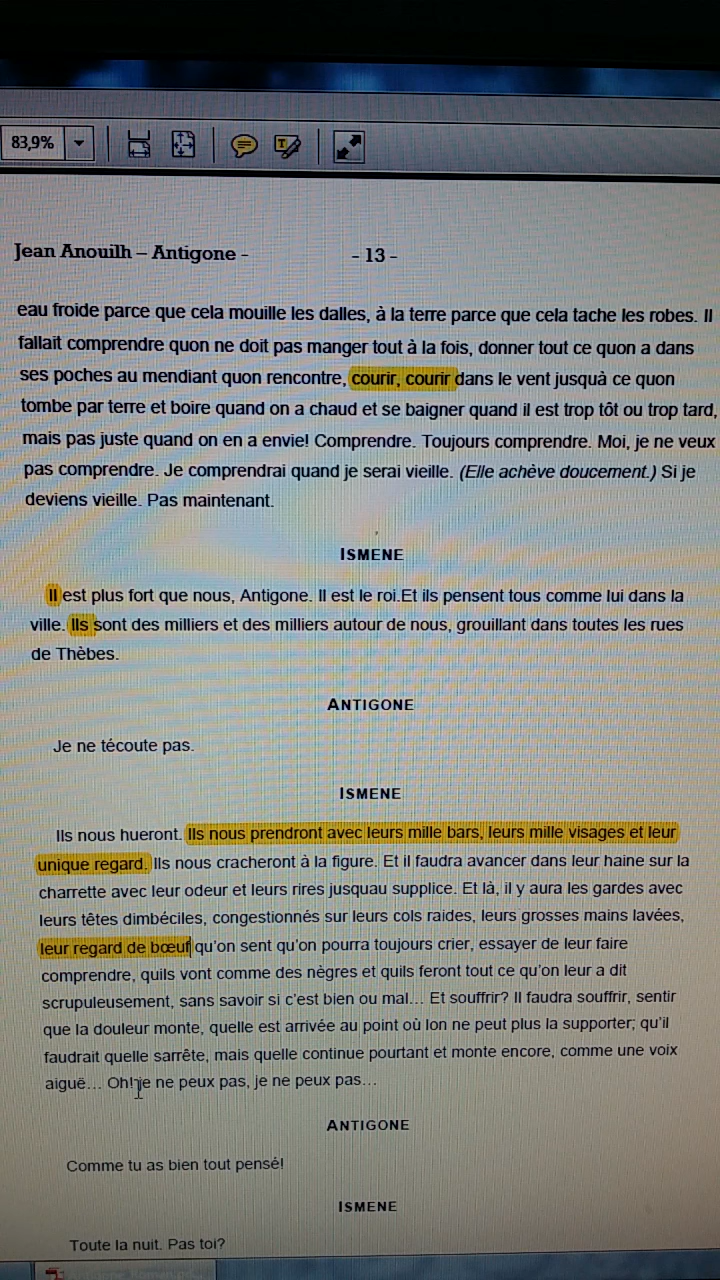 83,9%
Jean Anouilh – Antigone - - 13 -
eau froide parce que cela mouille les dalles, à la terre parce que cela tache les robes. Il
fallait comprendre quon ne doit pas manger tout à la fois, donner tout ce quon a dans
ses poches au mendiant quon rencontre, courir, courir dans le vent jusquà ce quon
tombe par terre et boire quand on a chaud et se baigner quand il est trop tôt ou trop tard,
mais pas juste quand on en a envie! Comprendre. Toujours comprendre. Moi, je ne veux
pas comprendre. Je comprendrai quand je serai vieille. (Elle achève doucement.) Si je
deviens vieille. Pas maintenant.
ISMENE
Il est plus fort que nous, Antigone. Il est le roi.Et ils pensent tous comme lui dans la
ville. Ils sont des milliers et des milliers autour de nous, grouillant dans toutes les rues
de Thèbes.
ANTIGONE
Je ne técoute pas.
ISMENE
Ils nous hueront. Ils nous prendront avec leurs mille bars, leurs mille visages et leur
unique regard. Ils nous cracheront à la figure. Et il faudra avancer dans leur haine sur la
charrette avec leur odeur et leurs rires jusquau supplice. Et là, il y aura les gardes avec
leurs têtes dimbéciles, congestionnés sur leurs cols raides, leurs grosses mains lavées,
leur regard de bœuf qu'on sent qu'on pourra toujours crier, essayer de leur faire
comprendre, quils vont comme des nègres et quils feront tout ce qu'on leur a dit
scrupuleusement, sans savoir si c'est bien ou mal… Et souffrir? Il faudra souffrir, sentir
que la douleur monte, quelle est arrivée au point où lon ne peut plus la supporter; qu'il
faudrait quelle sarrête, mais quelle continue pourtant et monte encore, comme une voix
aiguë… Oh! je ne peux pas, je ne peux pas…
ANTIGONE
Comme tu as bien tout pensé!
ISMENE
Toute la nuit. Pas toi?